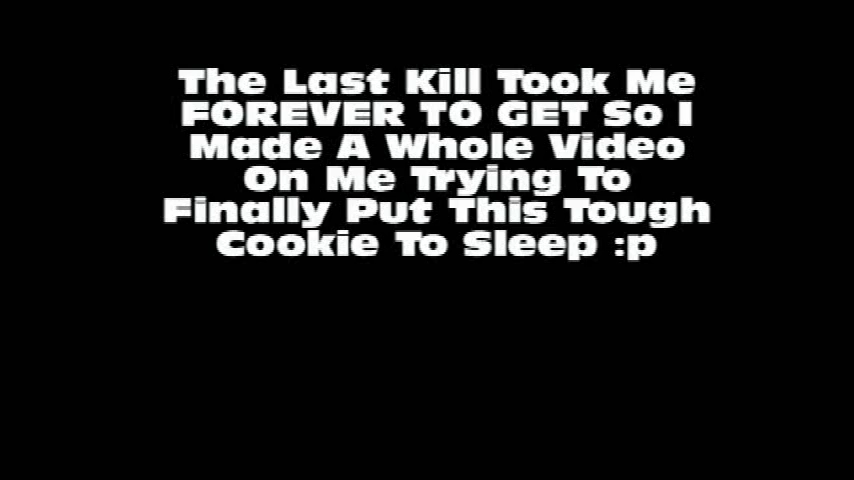 The Last Kill Took Me
FOREVER TO GET So I
Made A Whole Video
On Me Trying To
Finally Put This Tough
Cookie To Sleep :p